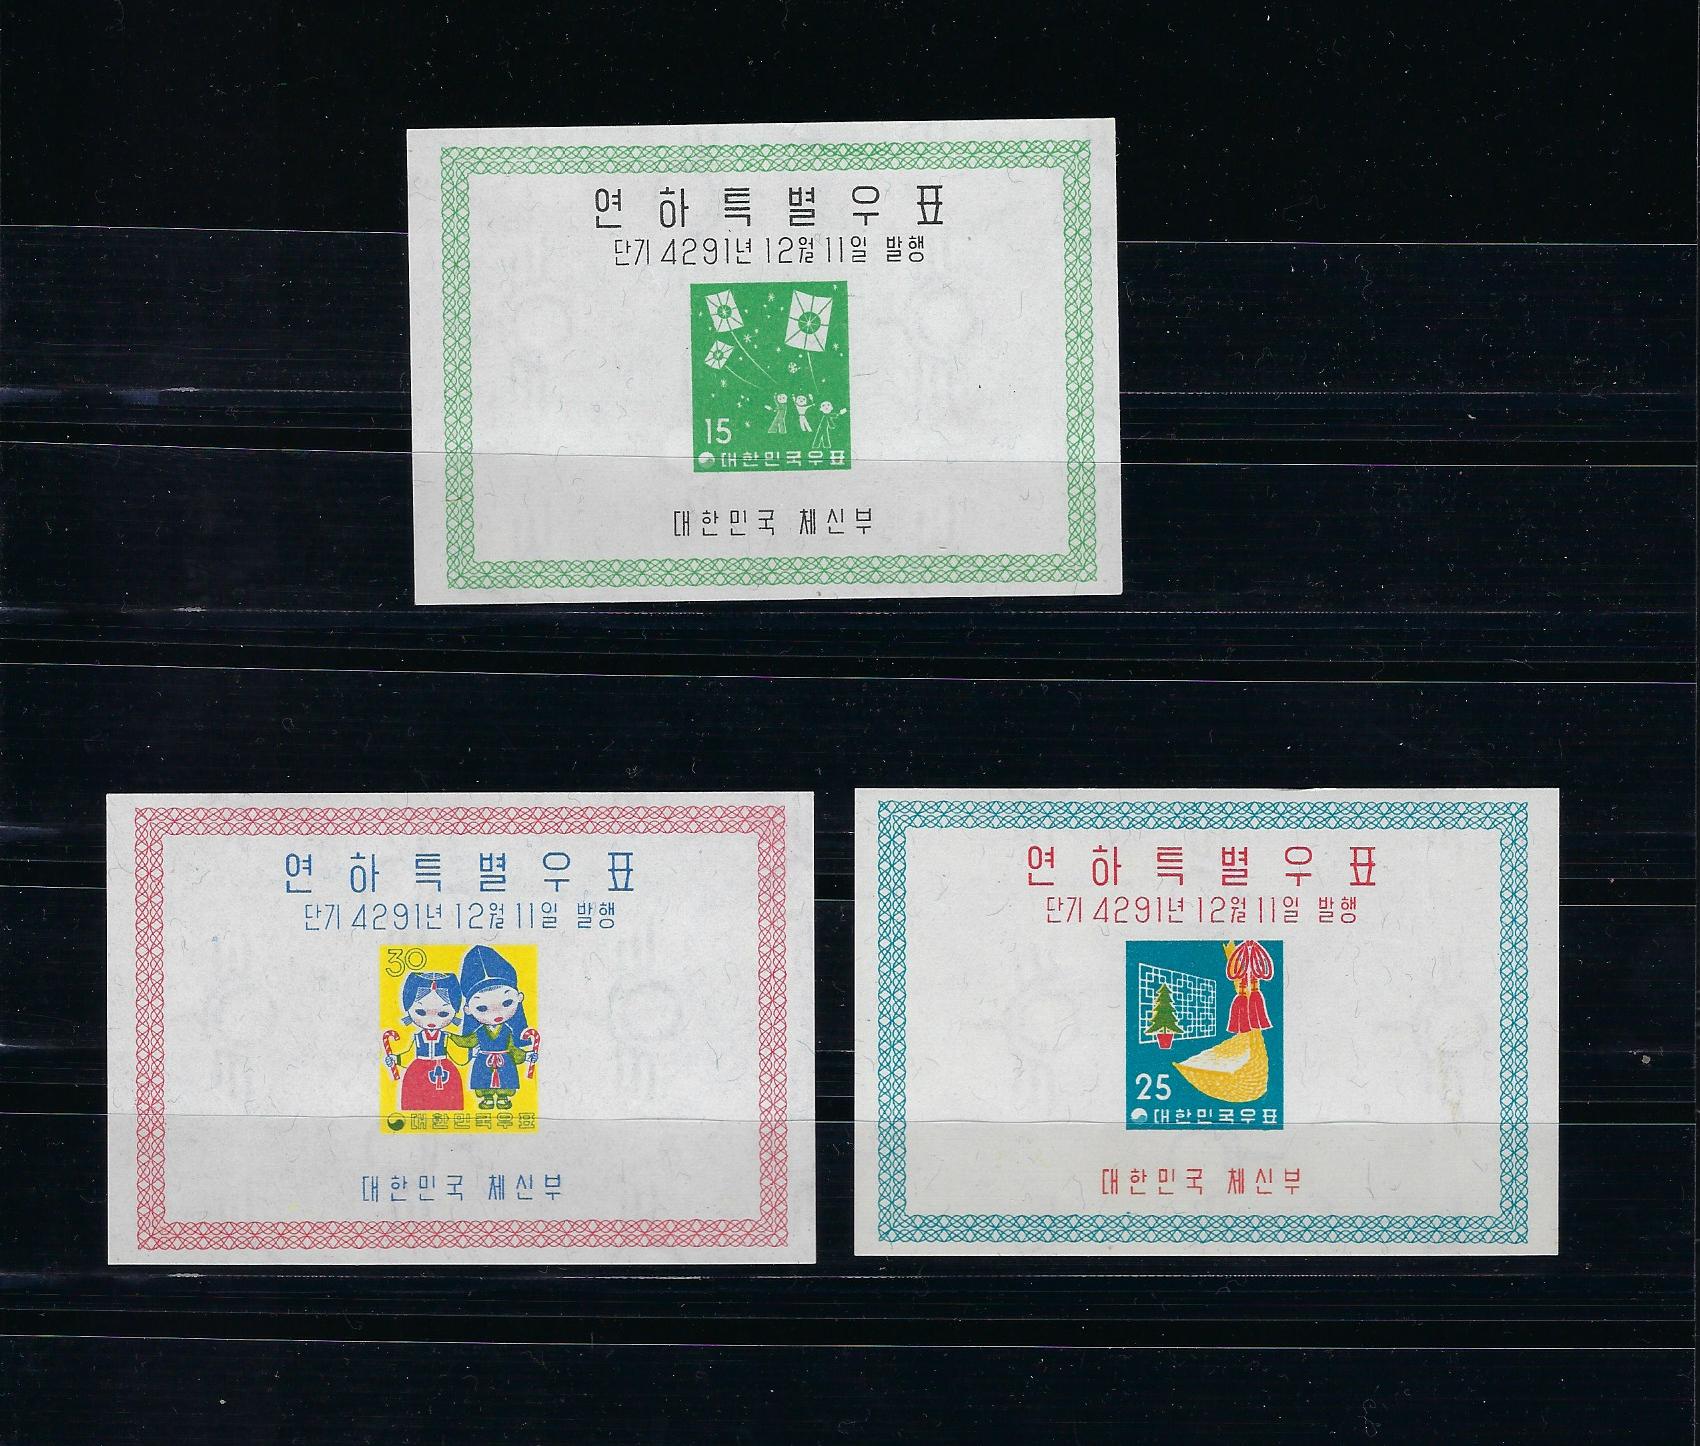 연하특별우표
단기 4291년 12월 11일 발행
15
대한민국우표
대한민국 체신부
연하특별우표
단기 4291년 12월 11일 발행
30
대한민국우표
대한민국 체신부
연하특별우표
단기 4291년 12월 11일 발행
25
대한민국우표
대한민국 체신부